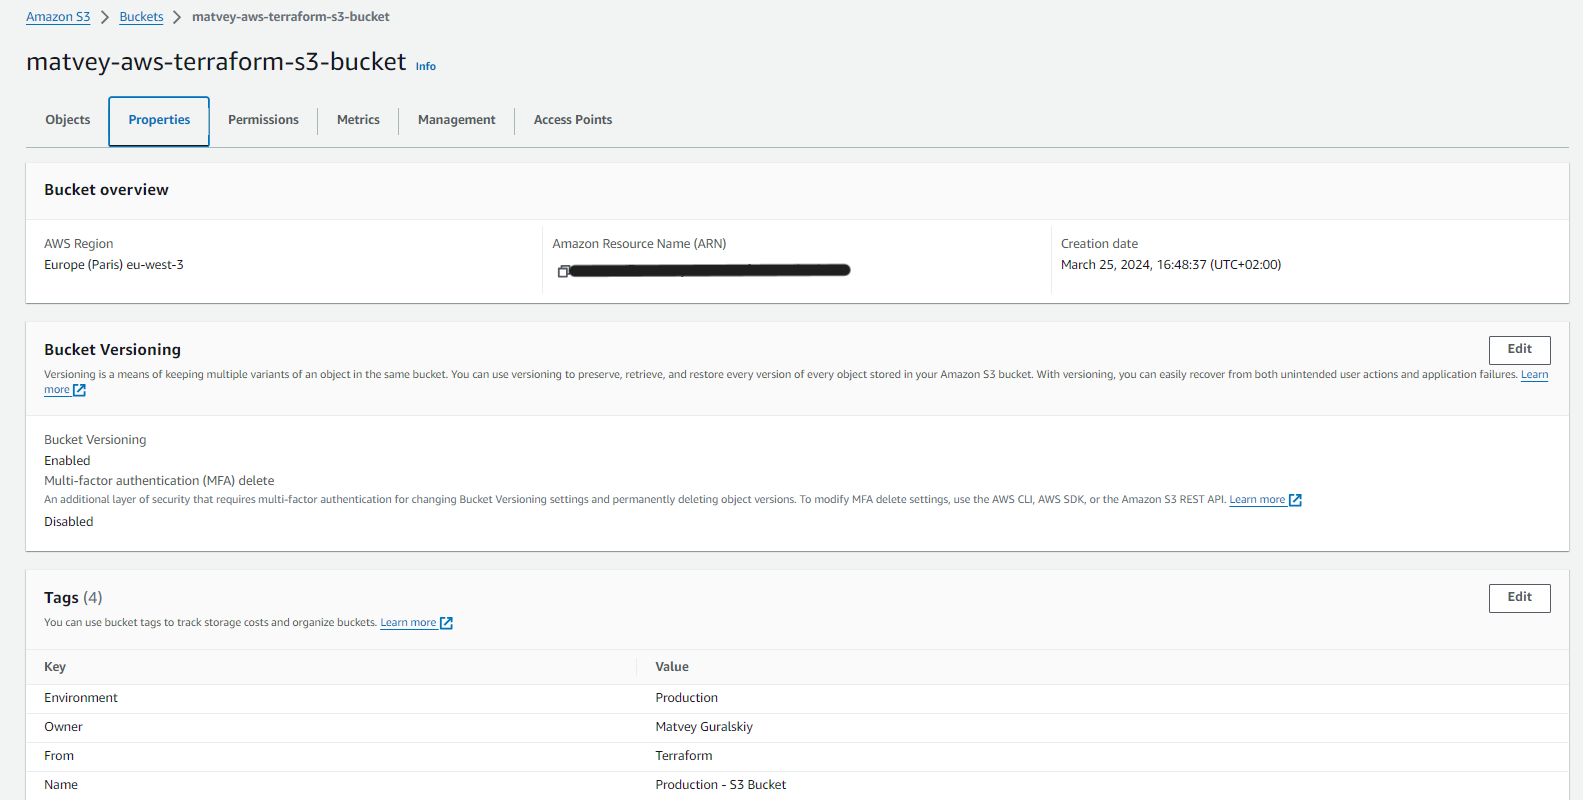 Amazon S3 > Buckets > matvey-aws-terraform-s3-bucket
matvey-aws-terraform-s3-bucket Info
Objects Properties Permissions Metrics Management Access Points
Bucket overview
AWS Region
Europe (Paris) eu-west-3
Amazon Resource Name (ARN)
Creation date
March 25, 2024, 16:48:37 (UTC+02:00)
Bucket Versioning
Edit
Versioning is a means of keeping multiple variants of an object in the same bucket. You can use versioning to preserve, retrieve, and restore every version of every object stored in your Amazon S3 bucket. With versioning, you can easily recover from both unintended user actions and application failures. Learn
more
Bucket Versioning
Enabled
Multi-factor authentication (MFA) delete
An additional layer of security that requires multi-factor authentication for changing Bucket Versioning settings and permanently deleting object versions. To modify MFA delete settings, use the AWS CLI, AWS SDK, or the Amazon S3 REST API. Learn more
Disabled
Tags (4)
Edit
You can use bucket tags to track storage costs and organize buckets. Learn more
Key Value
Environment Production
Owner Matvey Guralskiy
From Terraform
Name Production - S3 Bucket